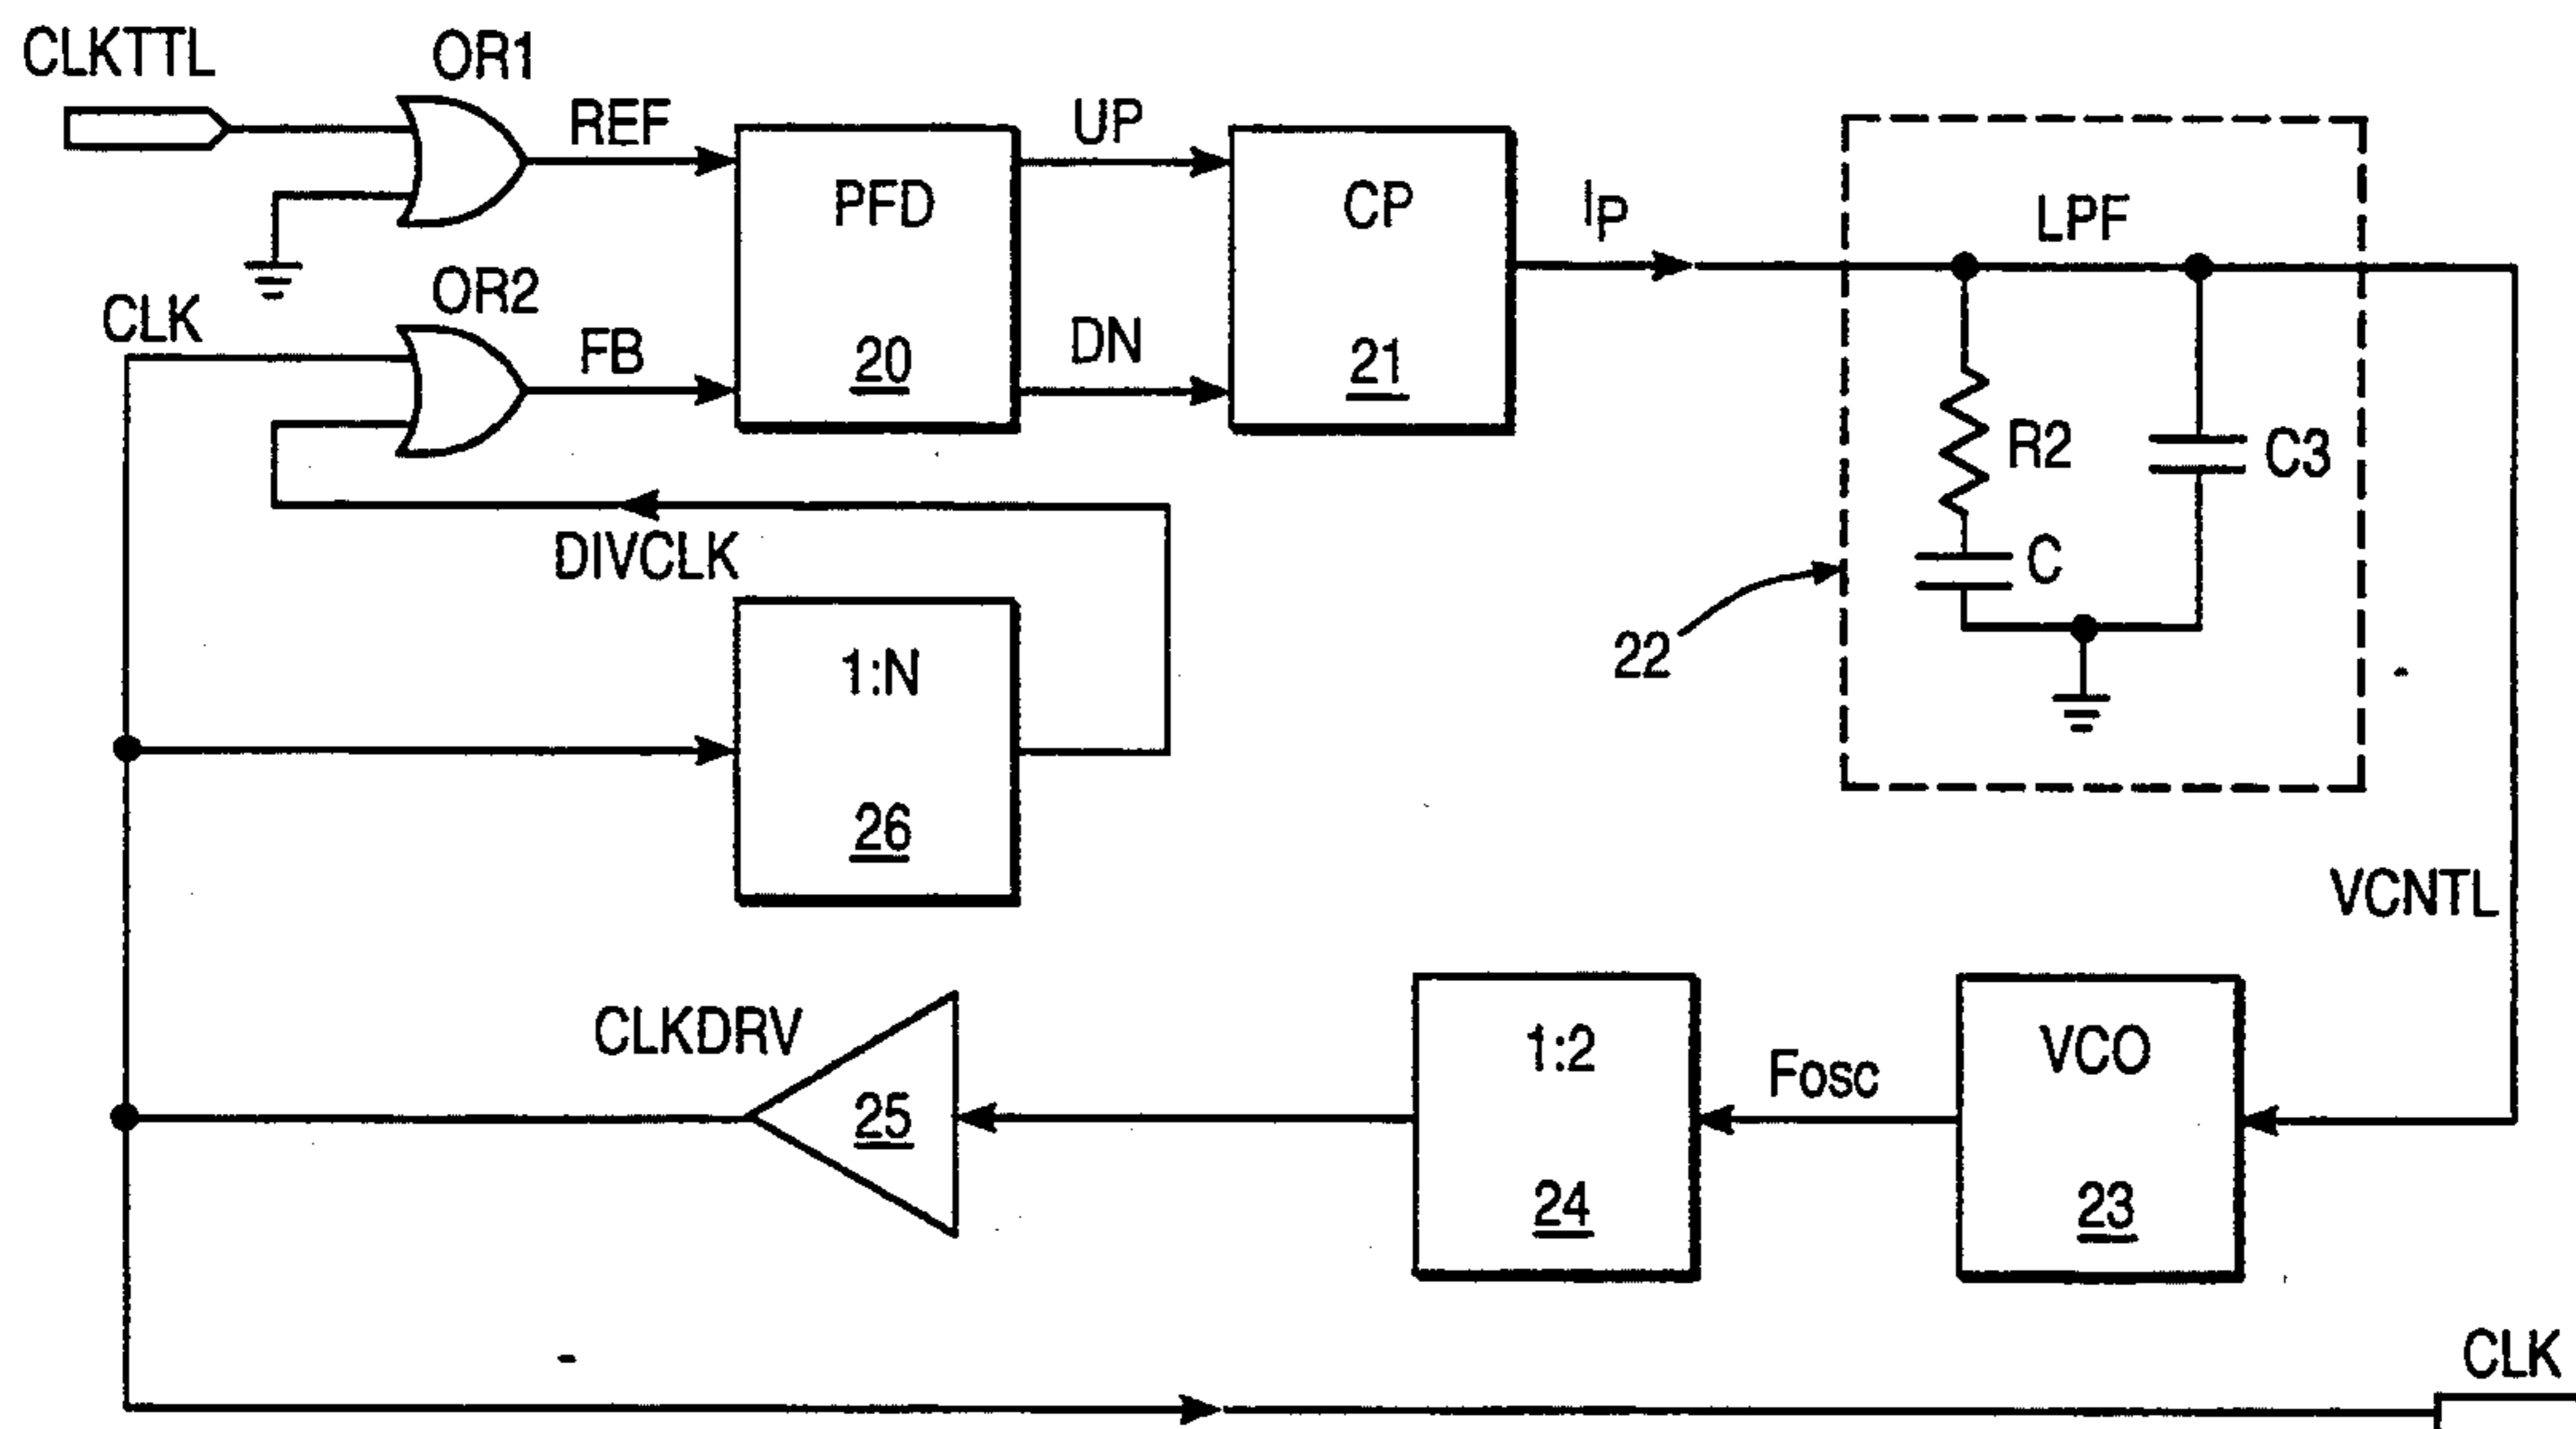 CLKTTL
OR1
REF
UP
PFD
20
CP
21
IP
LPF
R2
C3
C
22
CLK
OR2
FB
DN
DIVCLK
1:N
26
VCNTL
CLKDRV
25
1:2
24
Fosc
VCO
23
CLK